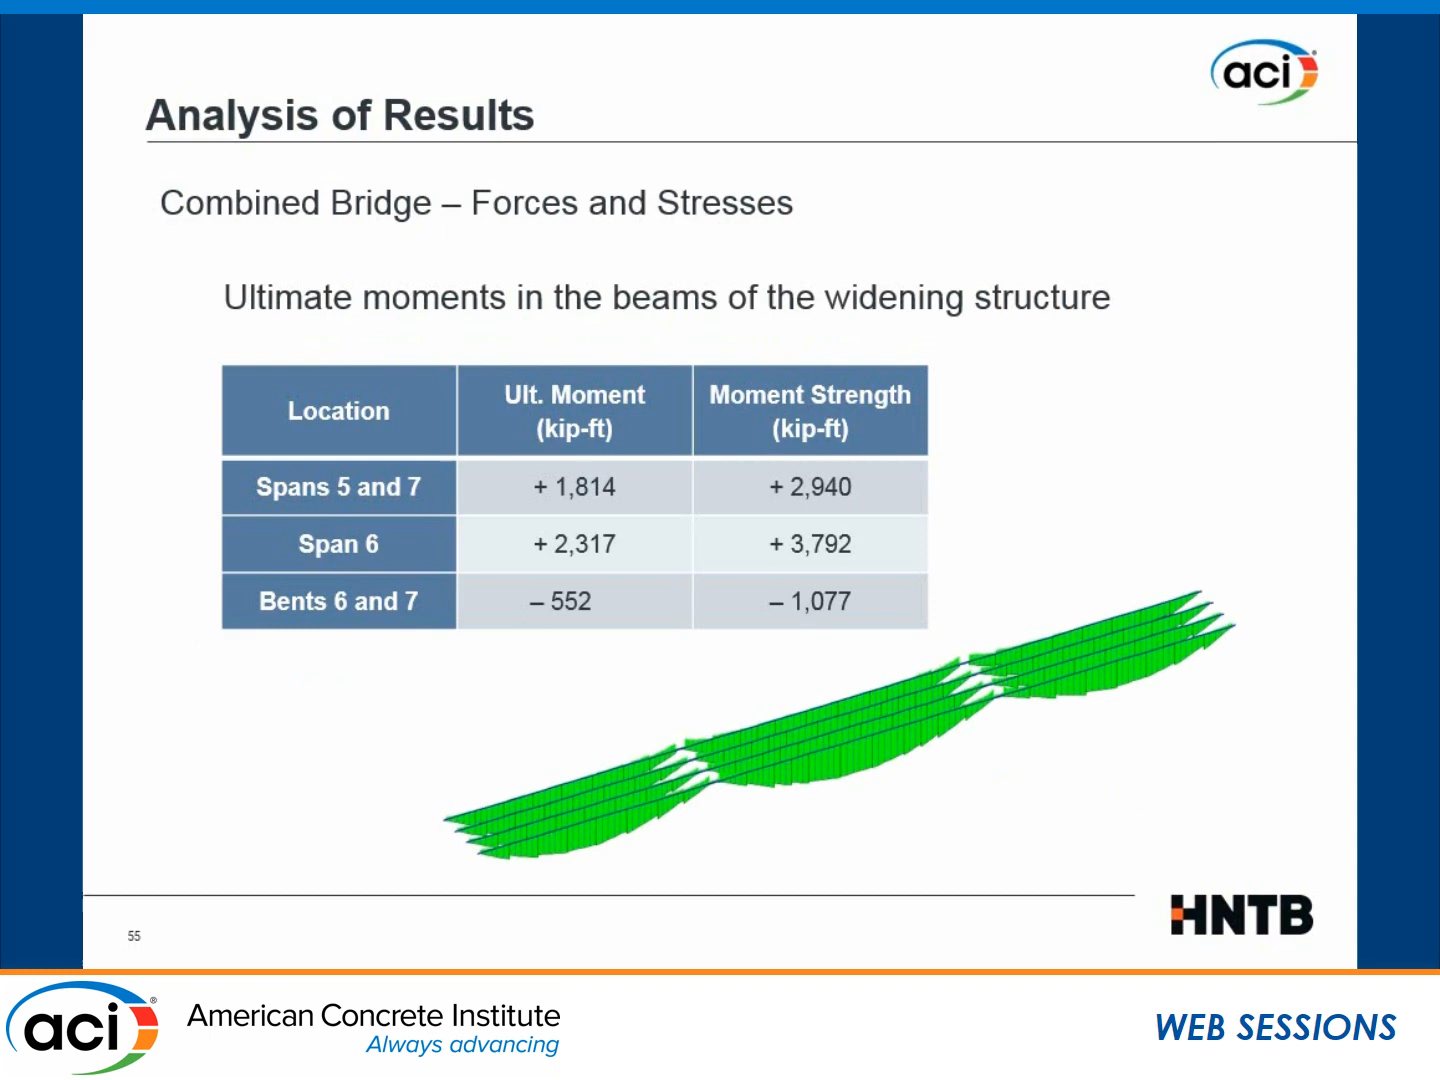 aci
Analysis of Results
Combined Bridge – Forces and Stresses
Ultimate moments in the beams of the widening structure
Location
Ult. Moment
(kip-ft)
Moment Strength
(kip-ft)
Spans 5 and 7
+ 1,814
+ 2,940
Span 6
+ 2,317
+ 3,792
Bents 6 and 7
– 552
– 1,077
HNTB
55
aci®
American Concrete Institute
Always advancing
WEB SESSIONS